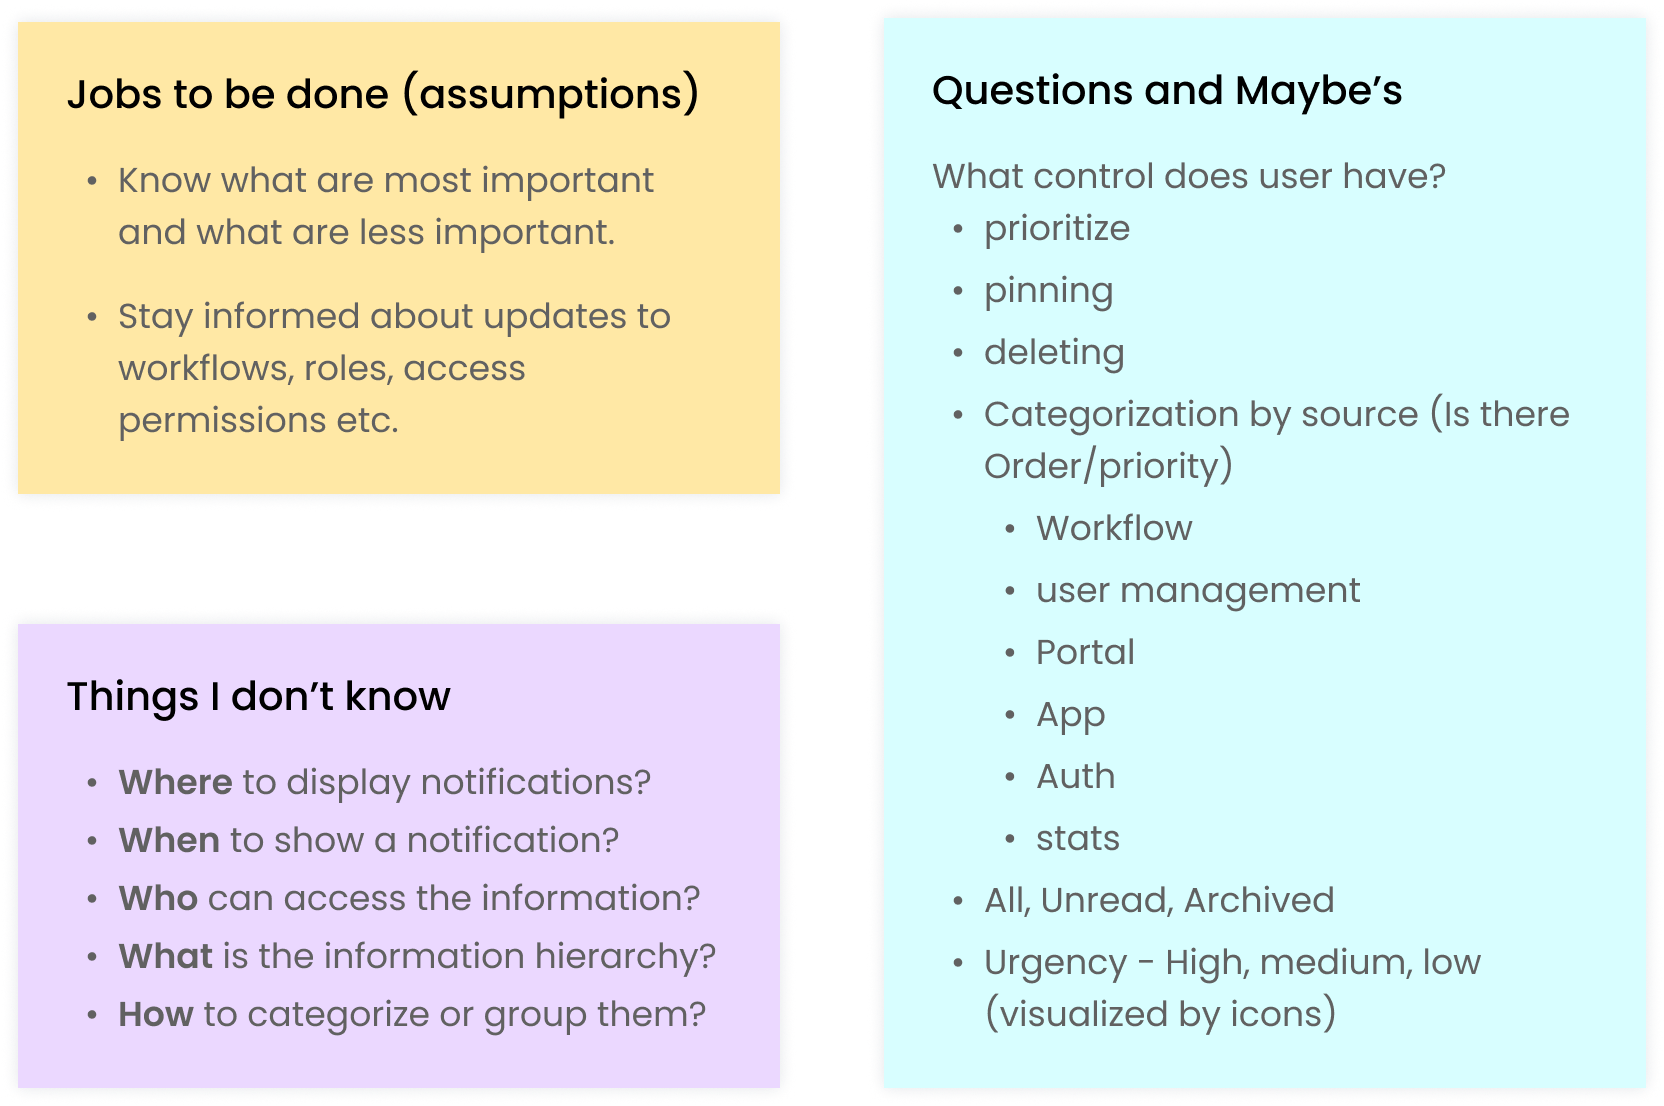 Jobs to be done (assumptions)
• Know what are most important
and what are less important.
• Stay informed about updates to
workflows, roles, access
permissions etc.
Things I don’t know
• Where to display notifications?
• When to show a notification?
• Who can access the information?
• What is the information hierarchy?
• How to categorize or group them?
Questions and Maybe’s
What control does user have?
• prioritize
• pinning
• deleting
• Categorization by source (Is there
Order/priority)
• Workflow
• user management
• Portal
• App
• Auth
• stats
• All, Unread, Archived
• Urgency - High, medium, low
(visualized by icons)